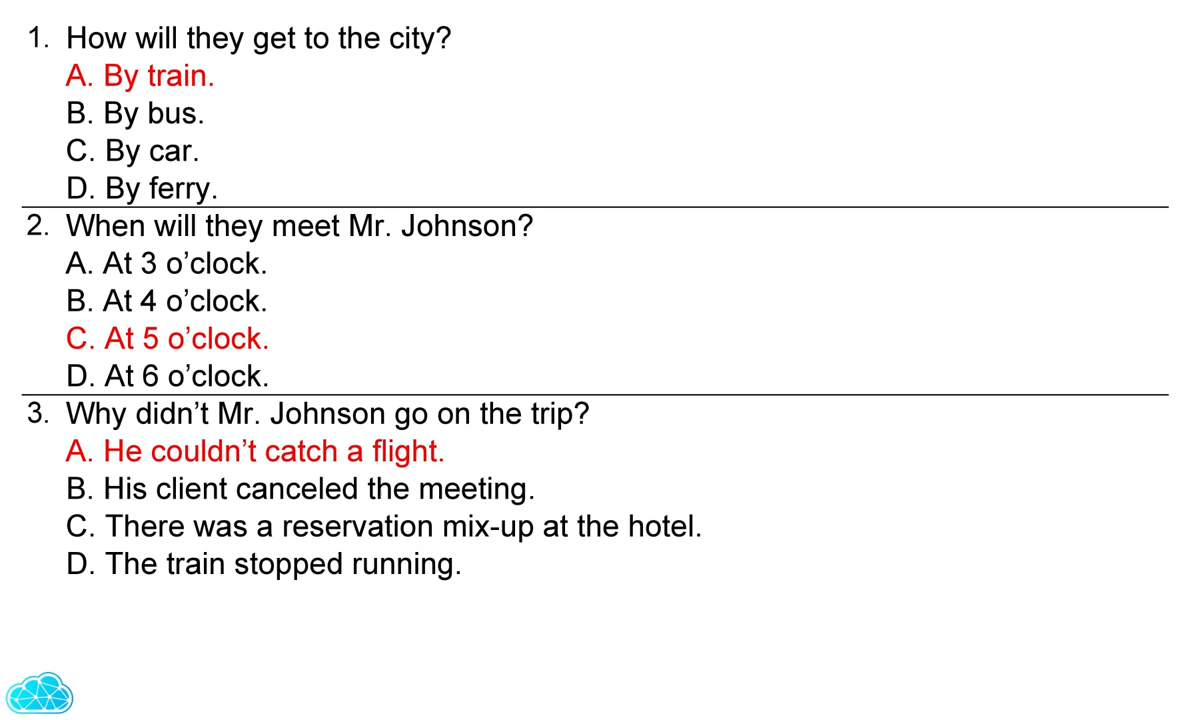 1. How will they get to the city?
A. By train.
B. By bus.
C. By car.
D. By ferry.
2. When will they meet Mr. Johnson?
A. At 3 o’clock.
B. At 4 o’clock.
C. At 5 o’clock.
D. At 6 o’clock.
3. Why didn’t Mr. Johnson go on the trip?
A. He couldn’t catch a flight.
B. His client canceled the meeting.
C. There was a reservation mix-up at the hotel.
D. The train stopped running.